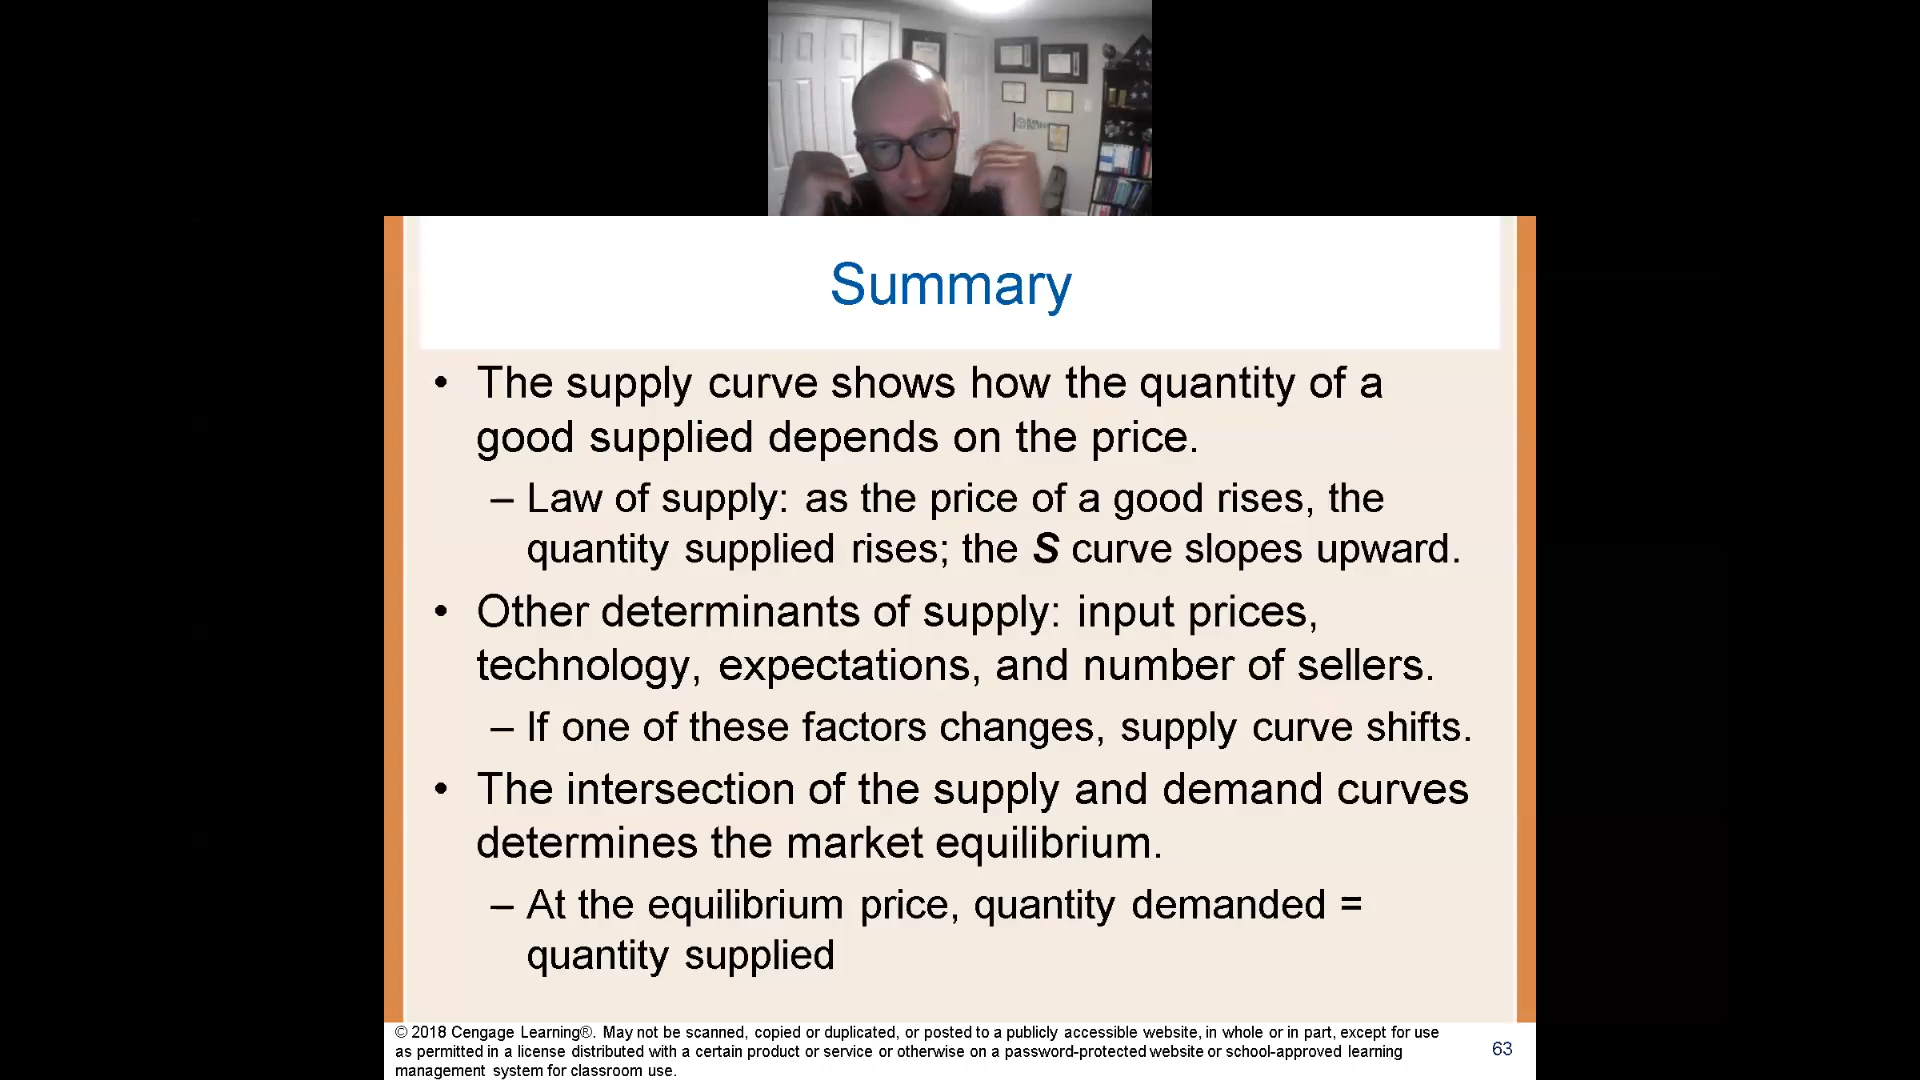 Summary
• The supply curve shows how the quantity of a
good supplied depends on the price.
– Law of supply: as the price of a good rises, the
quantity supplied rises; the S curve slopes upward.
• Other determinants of supply: input prices,
technology, expectations, and number of sellers.
– If one of these factors changes, supply curve shifts.
• The intersection of the supply and demand curves
determines the market equilibrium.
– At the equilibrium price, quantity demanded =
quantity supplied
© 2018 Cengage Learning®. May not be scanned, copied or duplicated, or posted to a publicly accessible website, in whole or in part, except for use
as permitted in a license distributed with a certain product or service or otherwise on a password-protected website or school-approved learning
management system for classroom use.
63